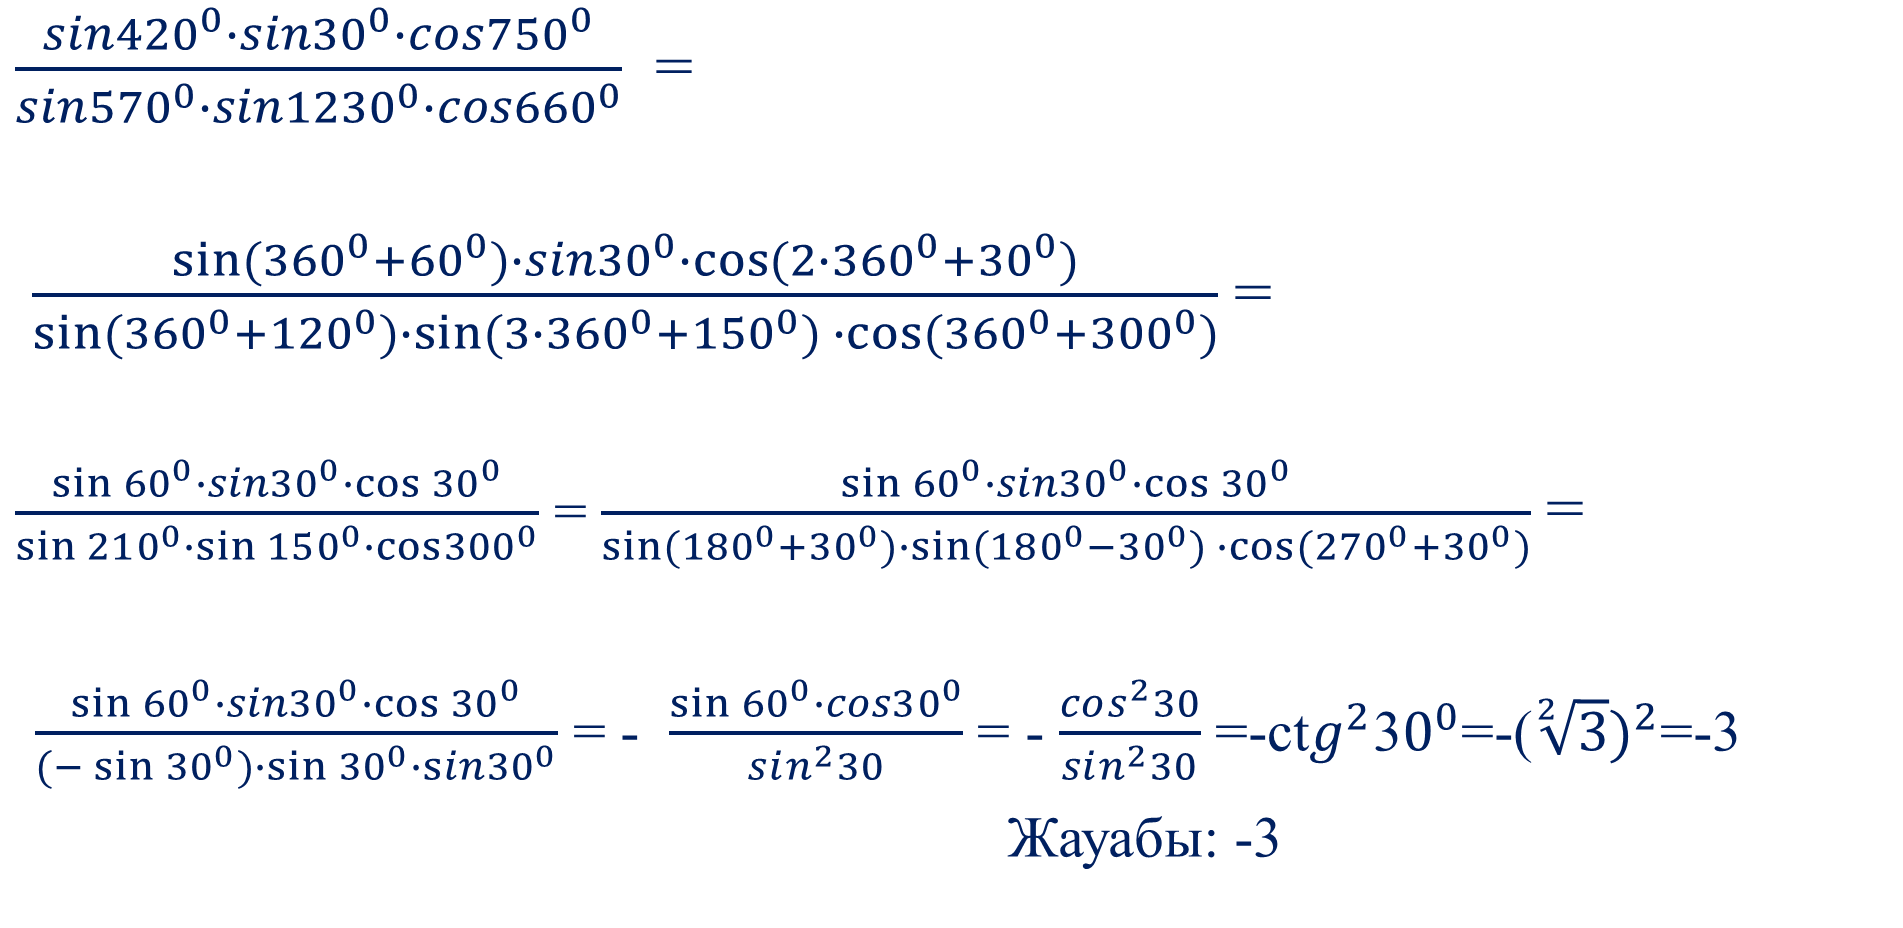 sin420⁰·sin30⁰·cos750⁰
/ sin570⁰·sin1230⁰·cos660⁰ =
sin(360⁰+60⁰)·sin30⁰·cos(2·360⁰+30⁰)
/ sin(360⁰+120⁰)·sin(3·360⁰+150⁰) ·cos(360⁰+300⁰) =
sin 60⁰·sin30⁰·cos 30⁰ / sin 210⁰·sin 150⁰·cos300⁰ = sin 60⁰·sin30⁰·cos 30⁰ / sin(180⁰+30⁰)·sin(180⁰−30⁰) ·cos(270⁰+30⁰) =
sin 60⁰·sin30⁰·cos 30⁰ / (− sin 30⁰)·sin 30⁰·sin30⁰ = - sin 60⁰·cos30⁰ / sin²30 = - cos²30 / sin²30 =-ctg²30⁰=-(²√3)²=-3
Жауабы: -3